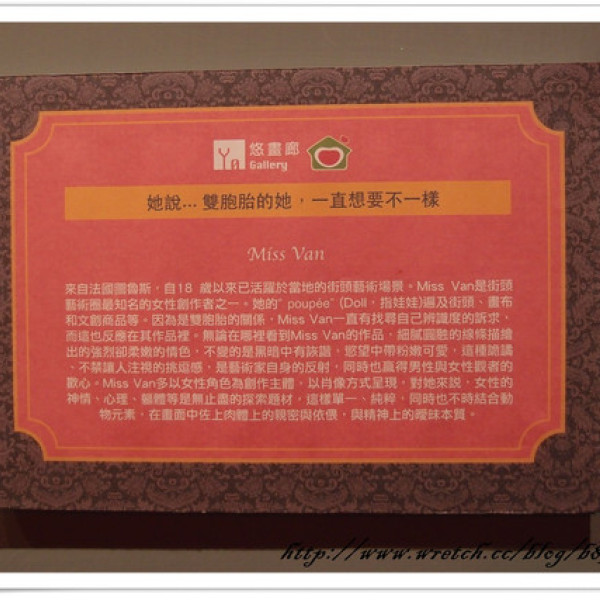 Yo 悠畫廊
Gallery
她說... 雙胞胎的她，一直想要不一樣
Miss Van
來自法國圖魯斯，自18 歲以來已活躍於當地的街頭藝術場景。Miss Van是街頭
藝術圈最知名的女性創作者之一。她的“ poupée” (Doll，指娃娃)遍及街頭、畫布
和文創商品等。因為是雙胞胎的關係，Miss Van一直有找尋自己辨識度的訴求，
而這也反應在其作品裡。無論在哪裡看到Miss Van的作品，細膩圓融的線條描繪
出的強烈卻柔嫩的情色，不變的是黑暗中有詼諧，慾望中帶粉嫩可愛，這種詭譎
、不禁讓人注視的挑逗感，是藝術家自身的反射，同時也贏得男性與女性觀者的
歡心。Miss Van多以女性角色為創作主體，以肖像方式呈現，對她來說，女性的
神情、心理、軀體等是無止盡的探索題材，這樣單一、純粹，同時也不時結合動
物元素，在畫面中佐上肉體上的親密與依偎，與精神上的曖昧本質。
http://www.wretch.cc/blog/b8